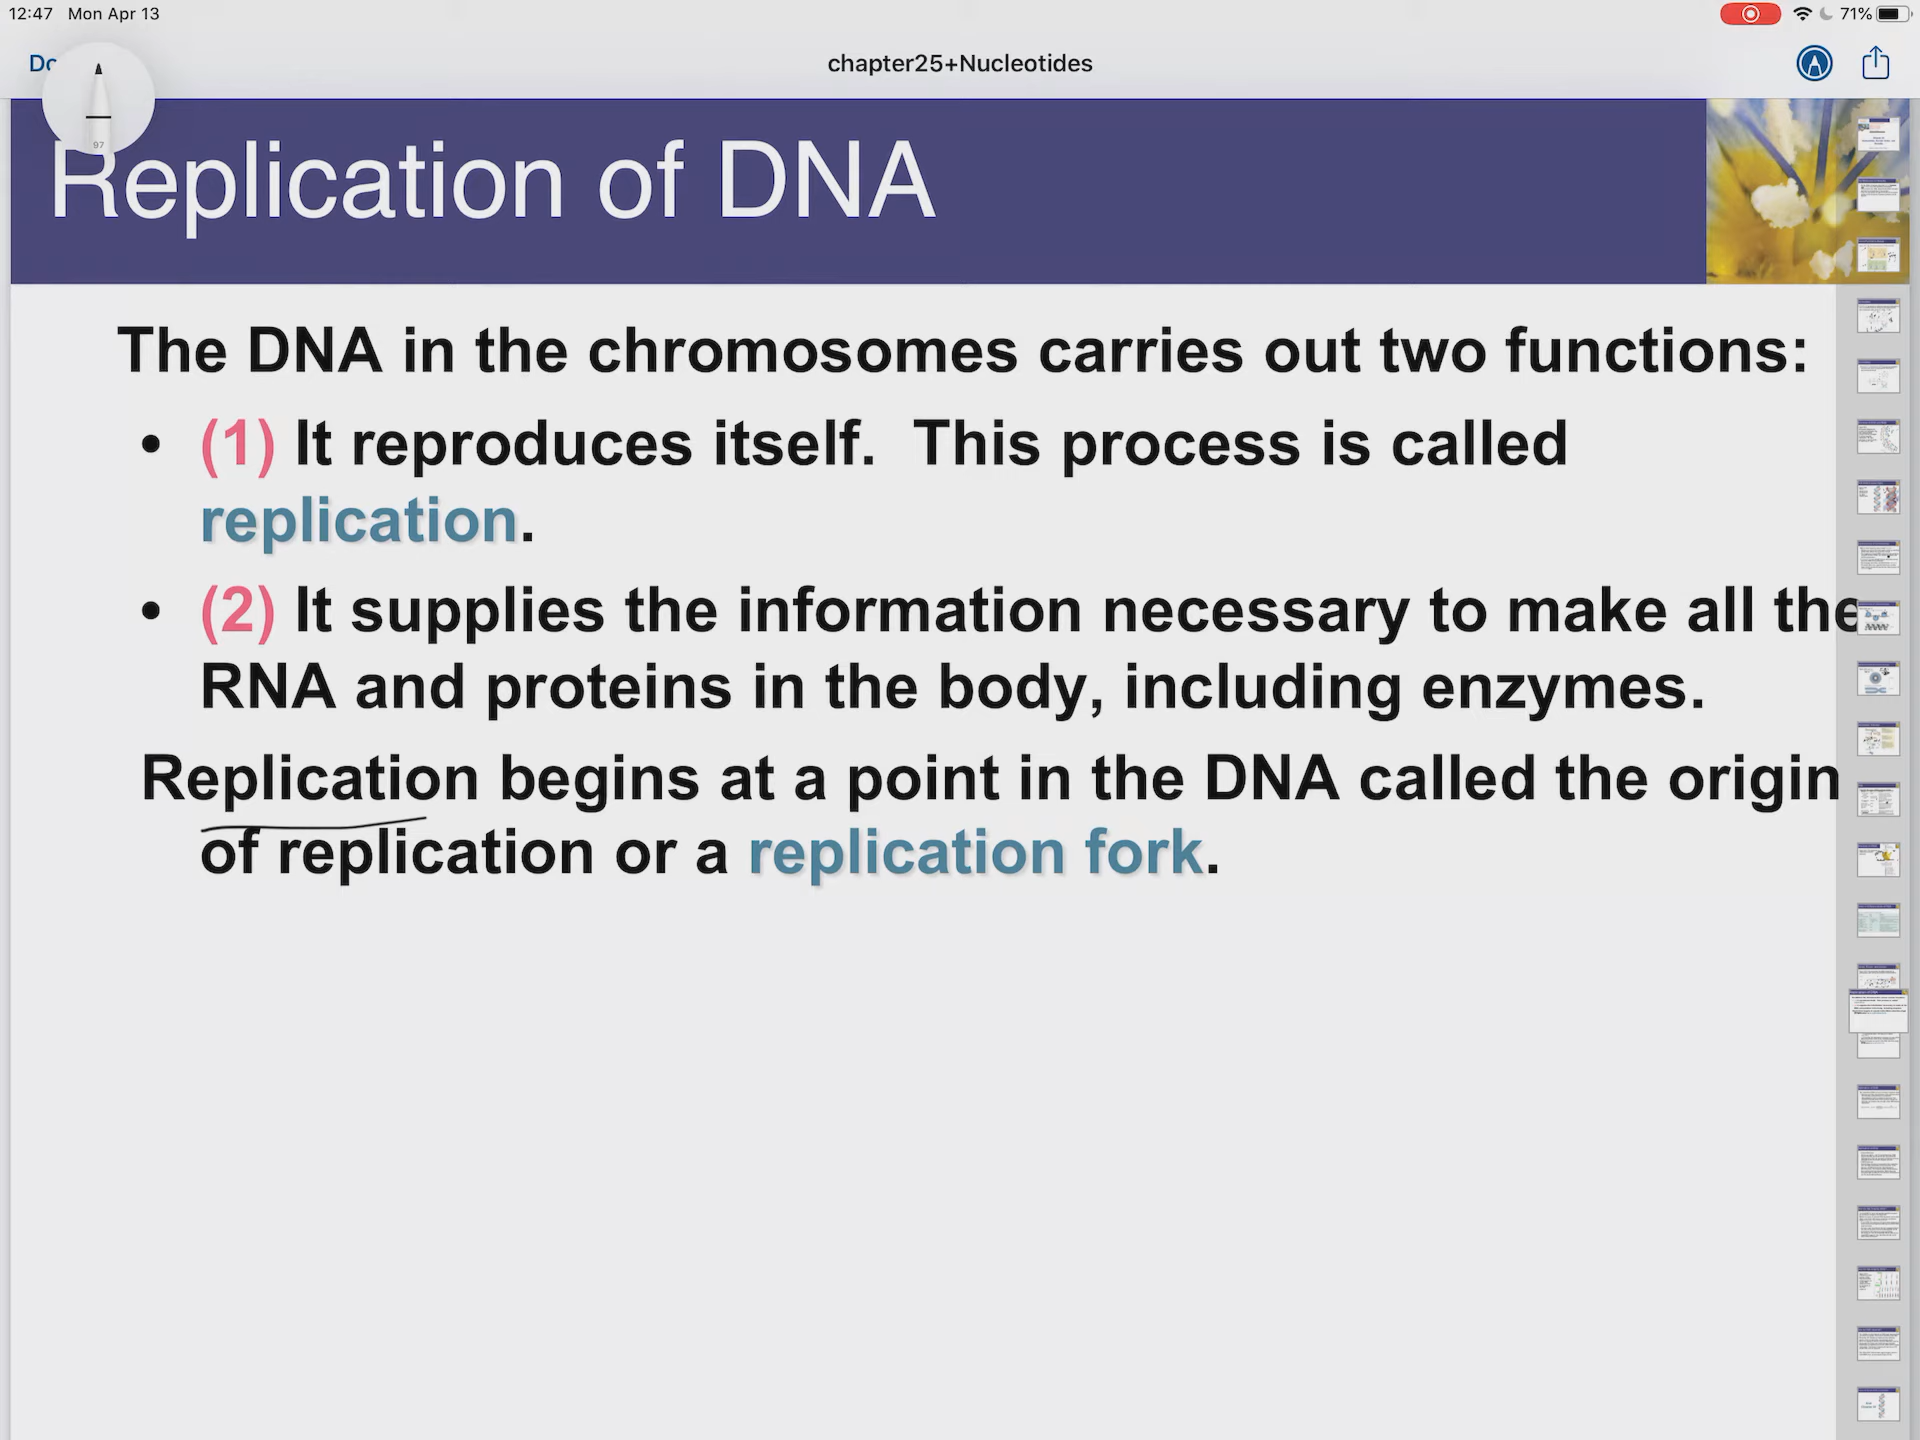 12:47 Mon Apr 13
71%
chapter25+Nucleotides
97
Replication of DNA
The DNA in the chromosomes carries out two functions:
• (1) It reproduces itself. This process is called
replication.
• (2) It supplies the information necessary to make all the
RNA and proteins in the body, including enzymes.
Replication begins at a point in the DNA called the origin
of replication or a replication fork.